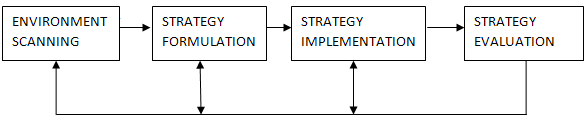 ENVIRONMENT
SCANNING
STRATEGY
FORMULATION
STRATEGY
IMPLEMENTATION
STRATEGY
EVALUATION